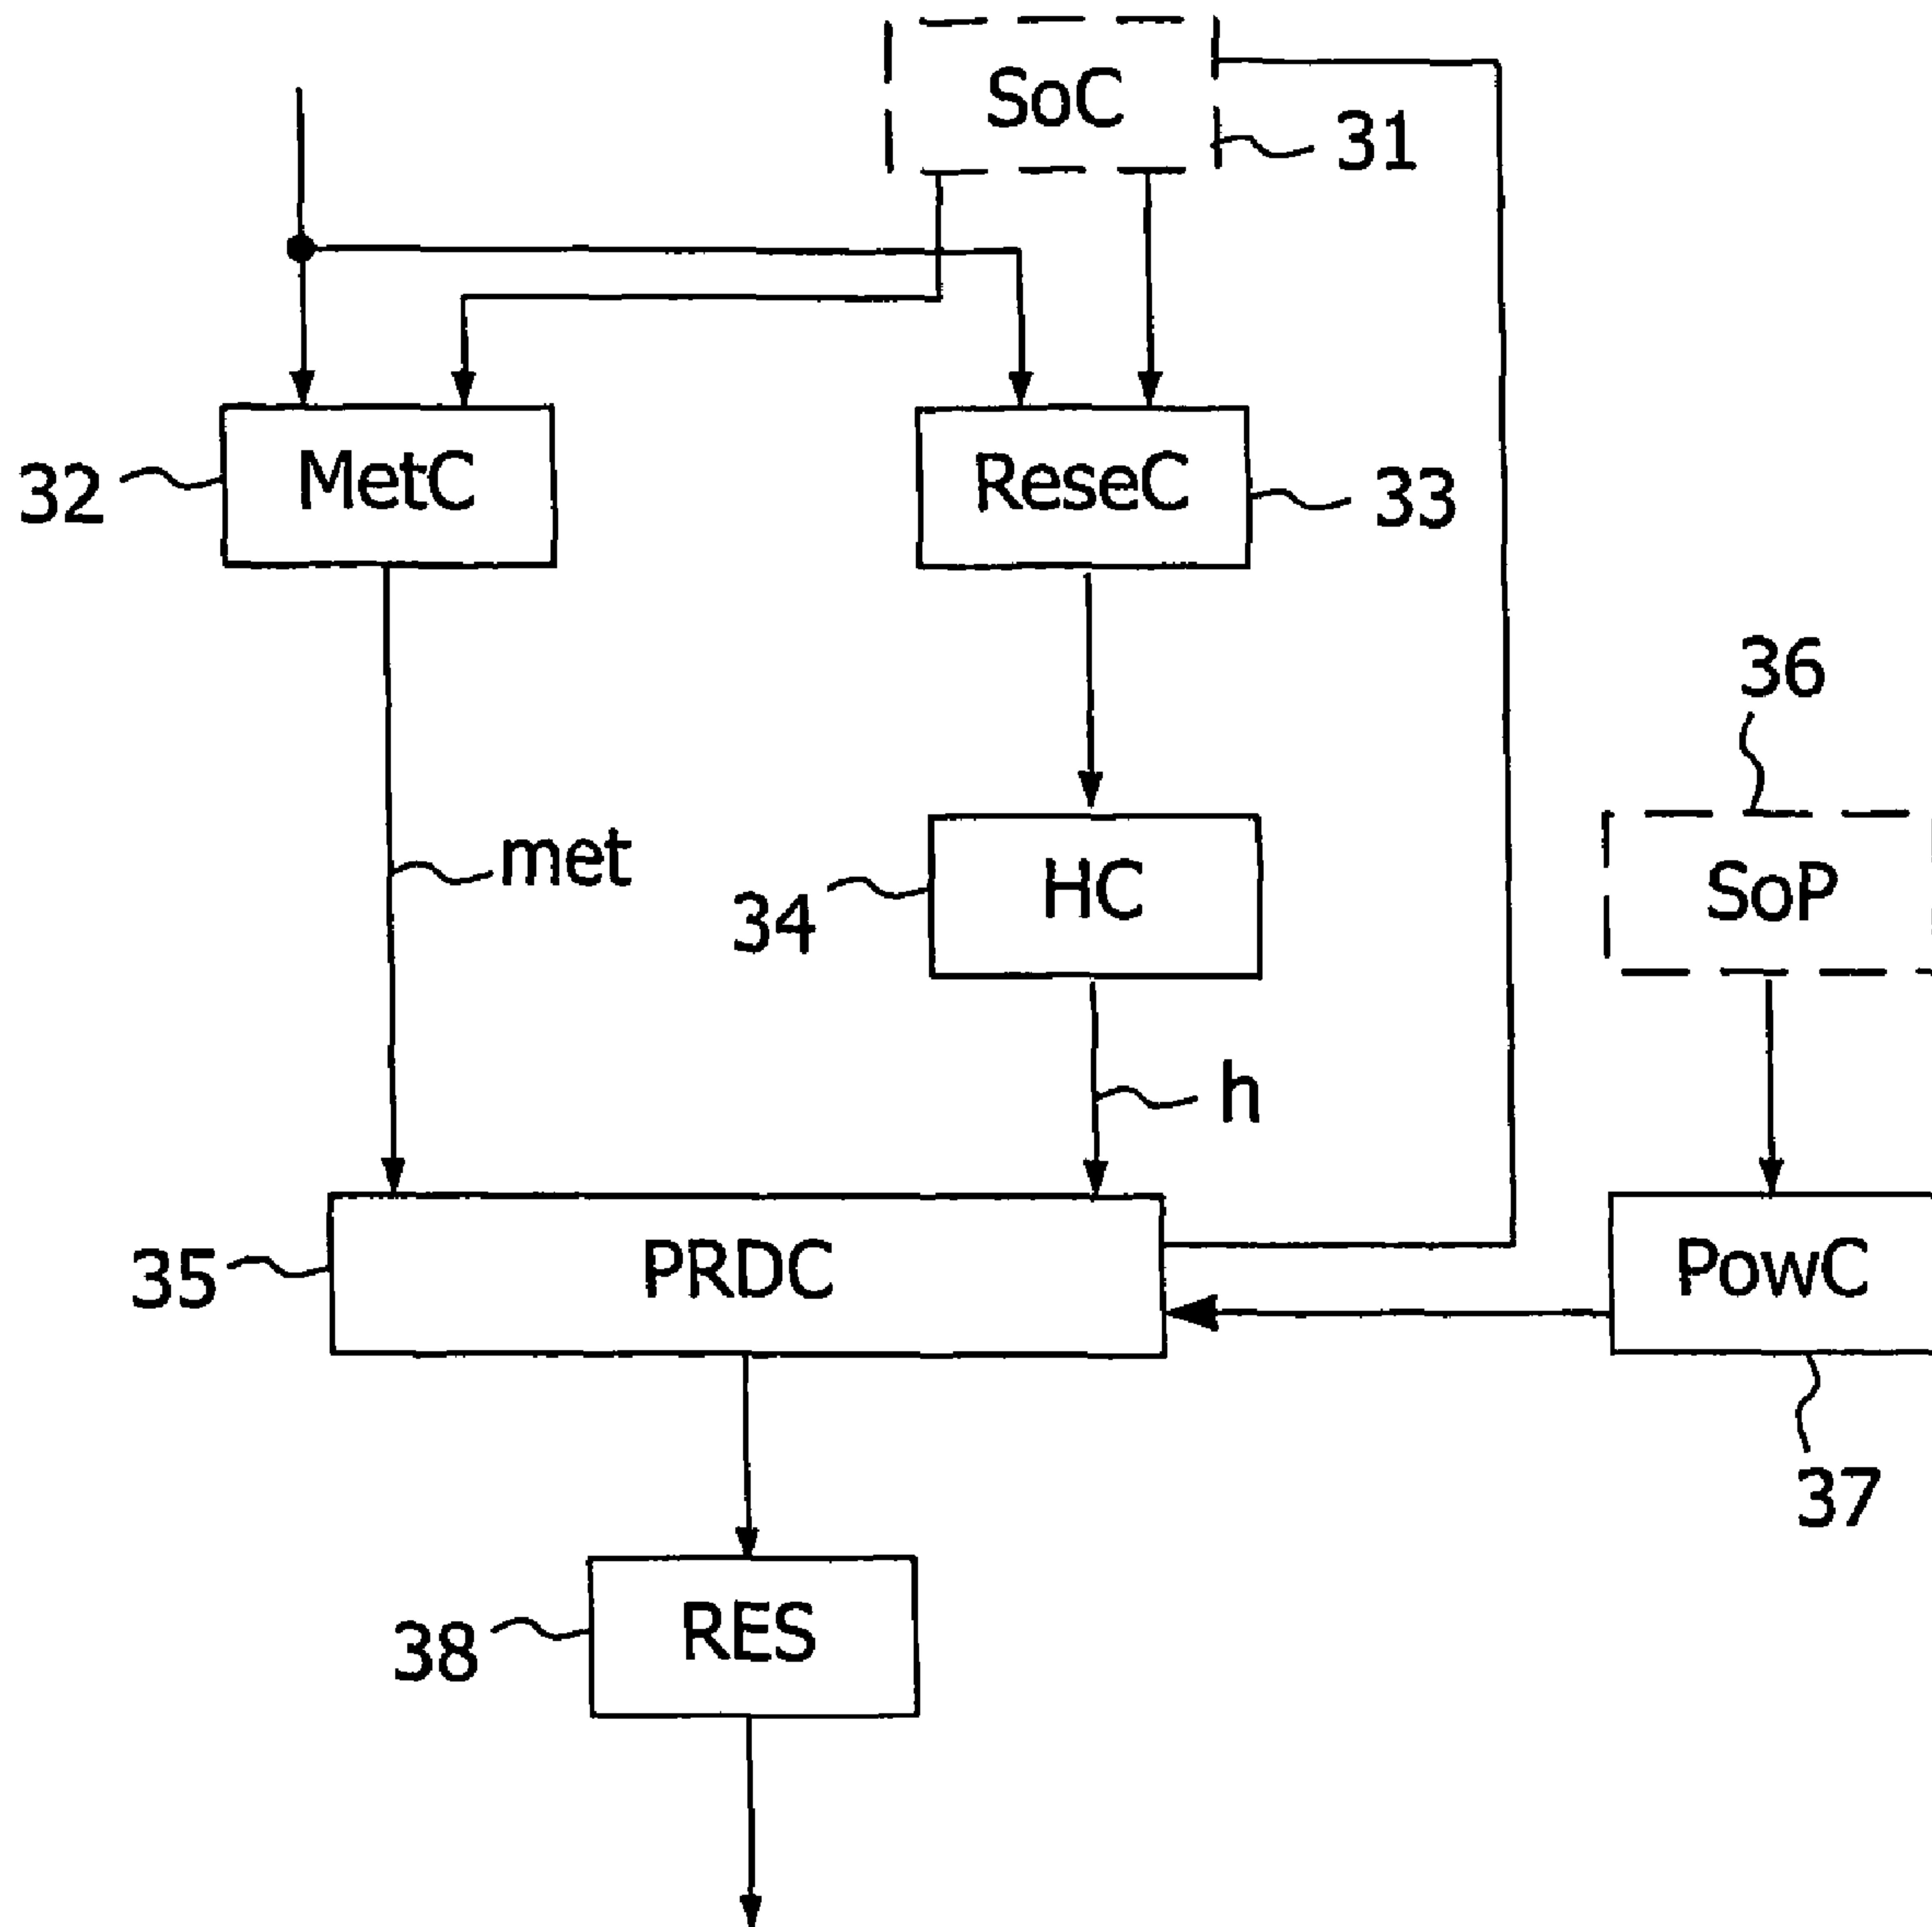 SoC
31
32
MetC
ReseC
33
36
met
34
HC
SoP
h
35
PRDC
PowC
37
38
RES